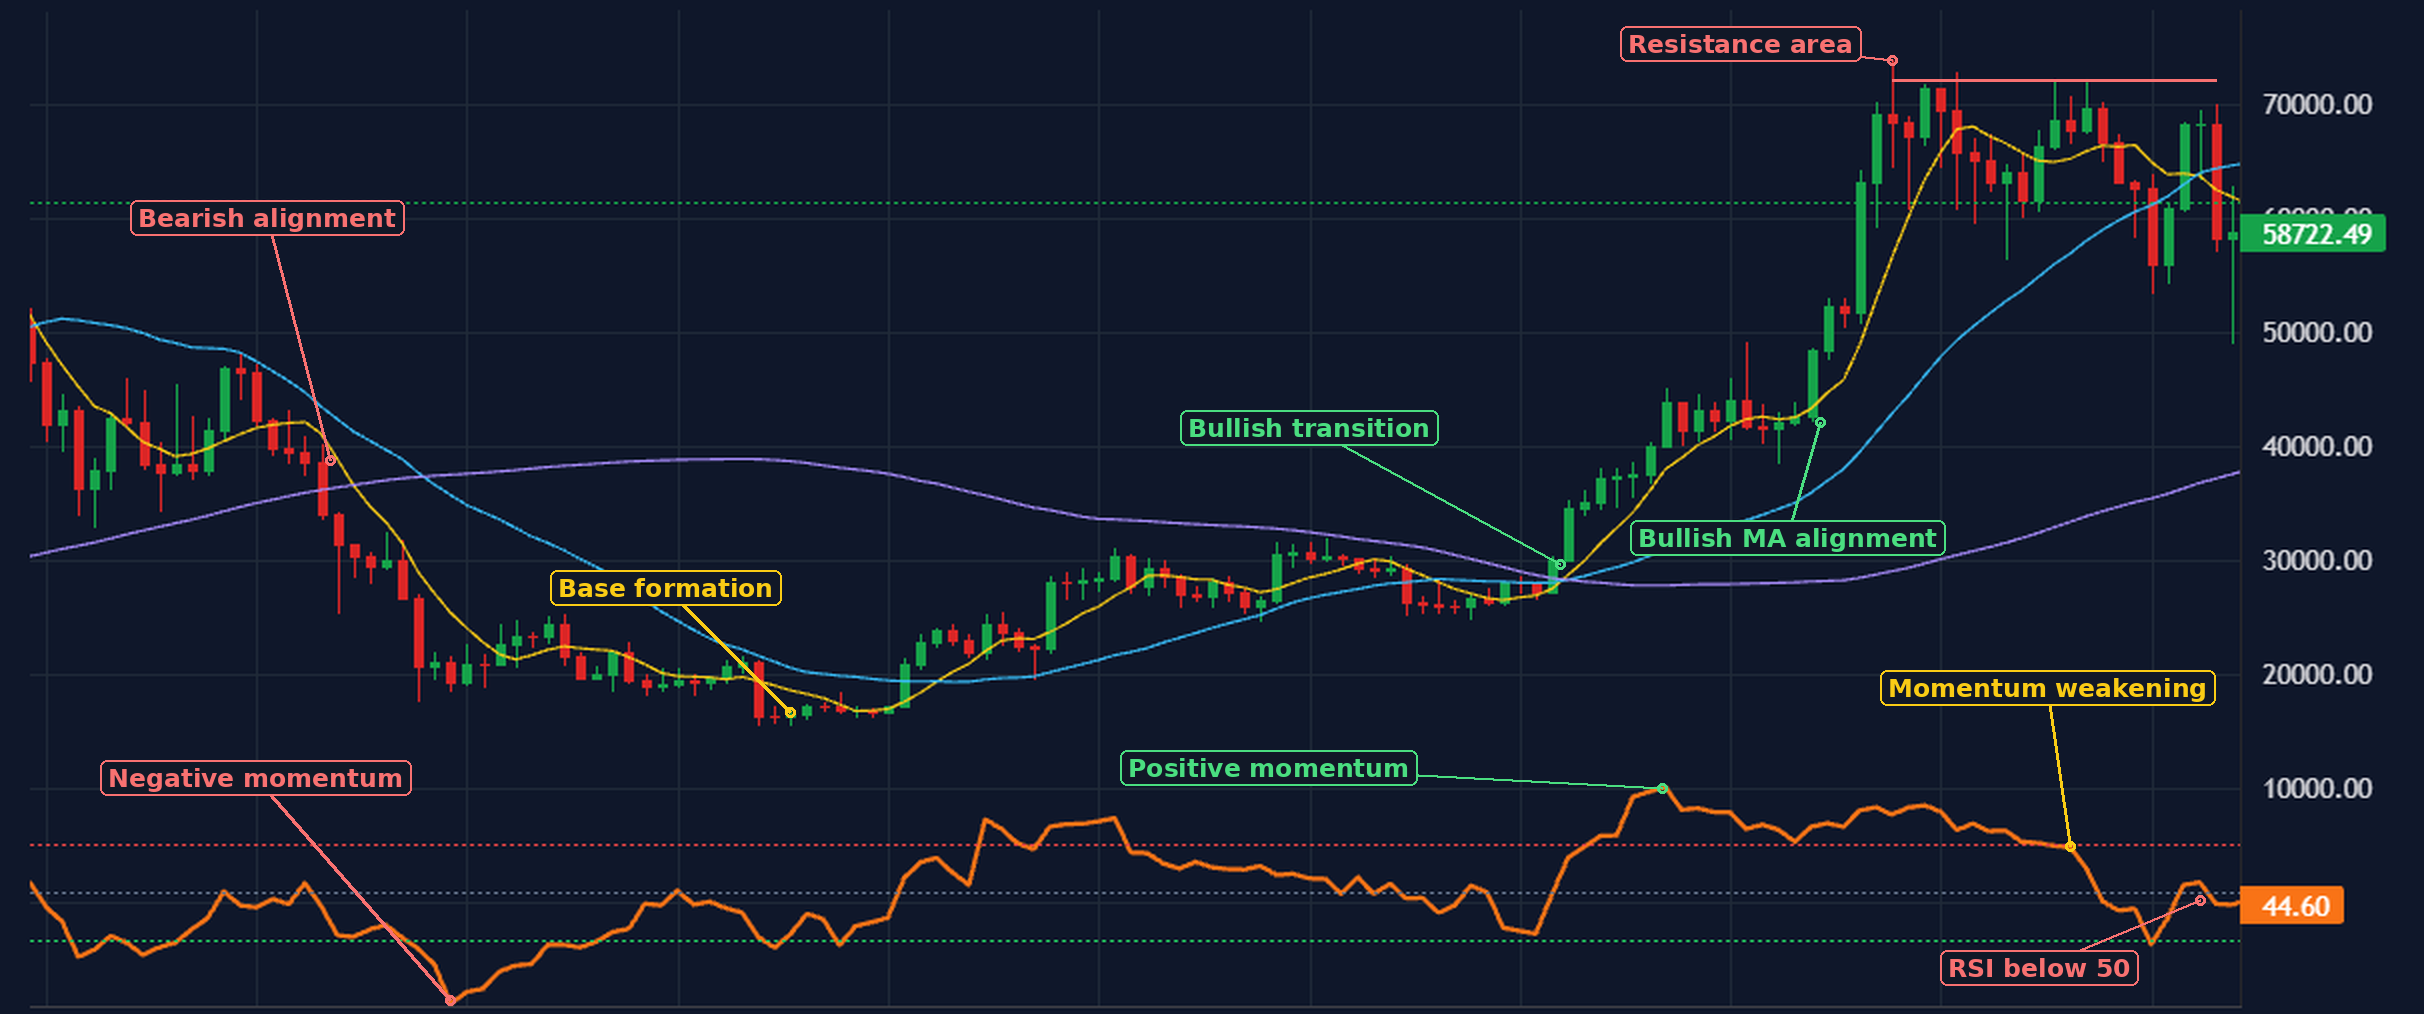 Resistance area
70000.00
Bearish alignment
58722.49
50000.00
Bullish transition
40000.00
Bullish MA alignment
30000.00
Base formation
20000.00
Momentum weakening
Negative momentum
Positive momentum
10000.00
44.60
RSI below 50